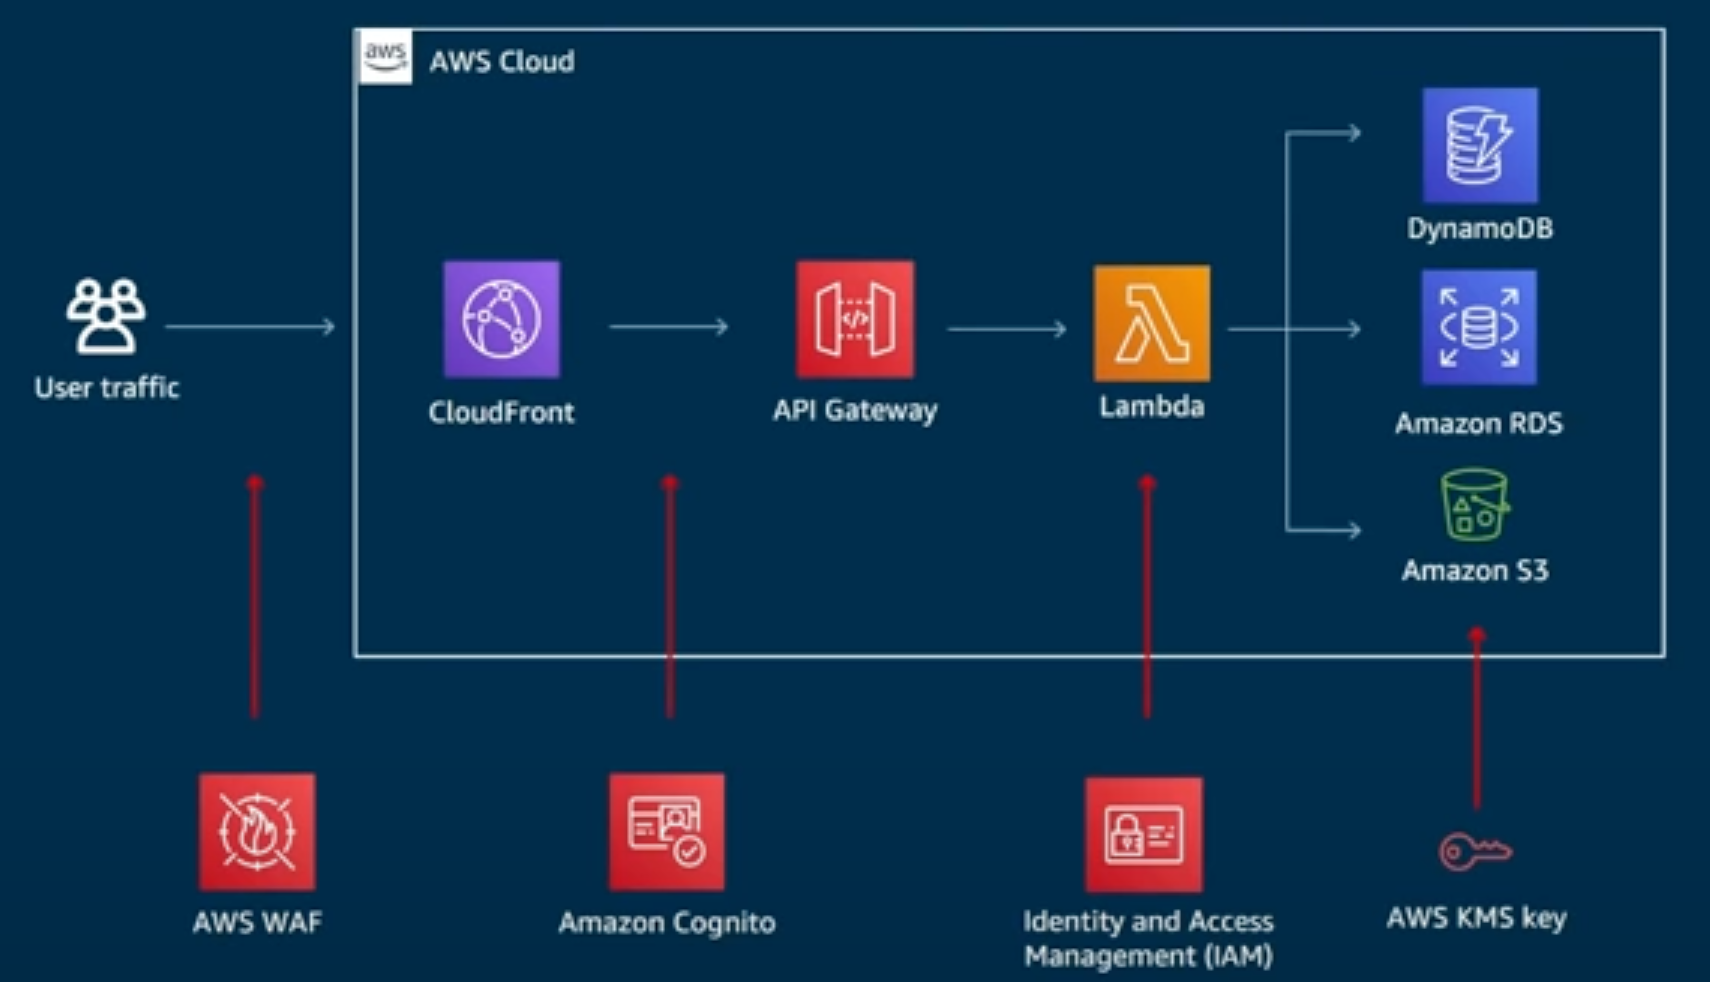 aws
AWS Cloud
DynamoDB
User traffic
CloudFront
API Gateway
</>
Lambda
Amazon RDS
Amazon S3
AWS WAF
Amazon Cognito
Identity and Access
Management (IAM)
AWS KMS key